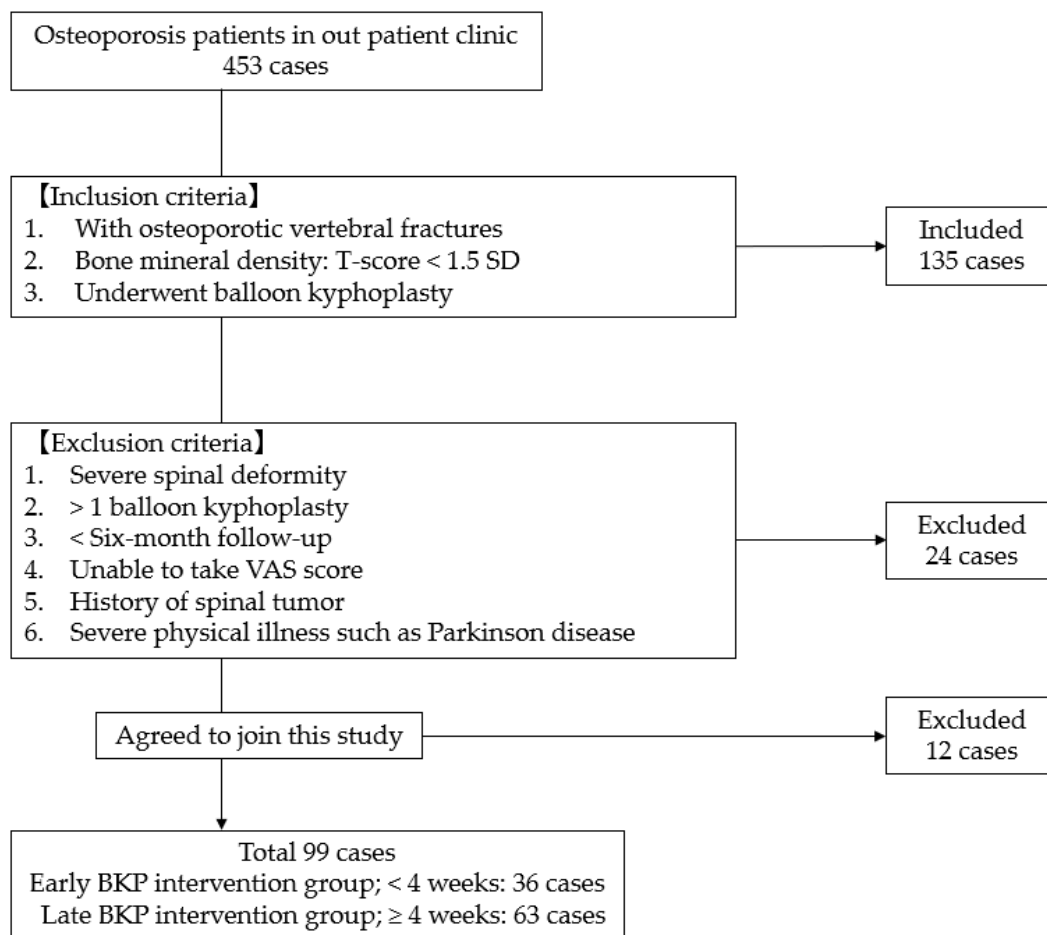 Osteoporosis patients in out patient clinic
453 cases
【Inclusion criteria】
1. With osteoporotic vertebral fractures
2. Bone mineral density: T-score < 1.5 SD
3. Underwent balloon kyphoplasty
Included
135 cases
【Exclusion criteria】
1. Severe spinal deformity
2. > 1 balloon kyphoplasty
3. < Six-month follow-up
4. Unable to take VAS score
5. History of spinal tumor
6. Severe physical illness such as Parkinson disease
Excluded
24 cases
Agreed to join this study
Excluded
12 cases
Total 99 cases
Early BKP intervention group; < 4 weeks: 36 cases
Late BKP intervention group; ≥ 4 weeks: 63 cases